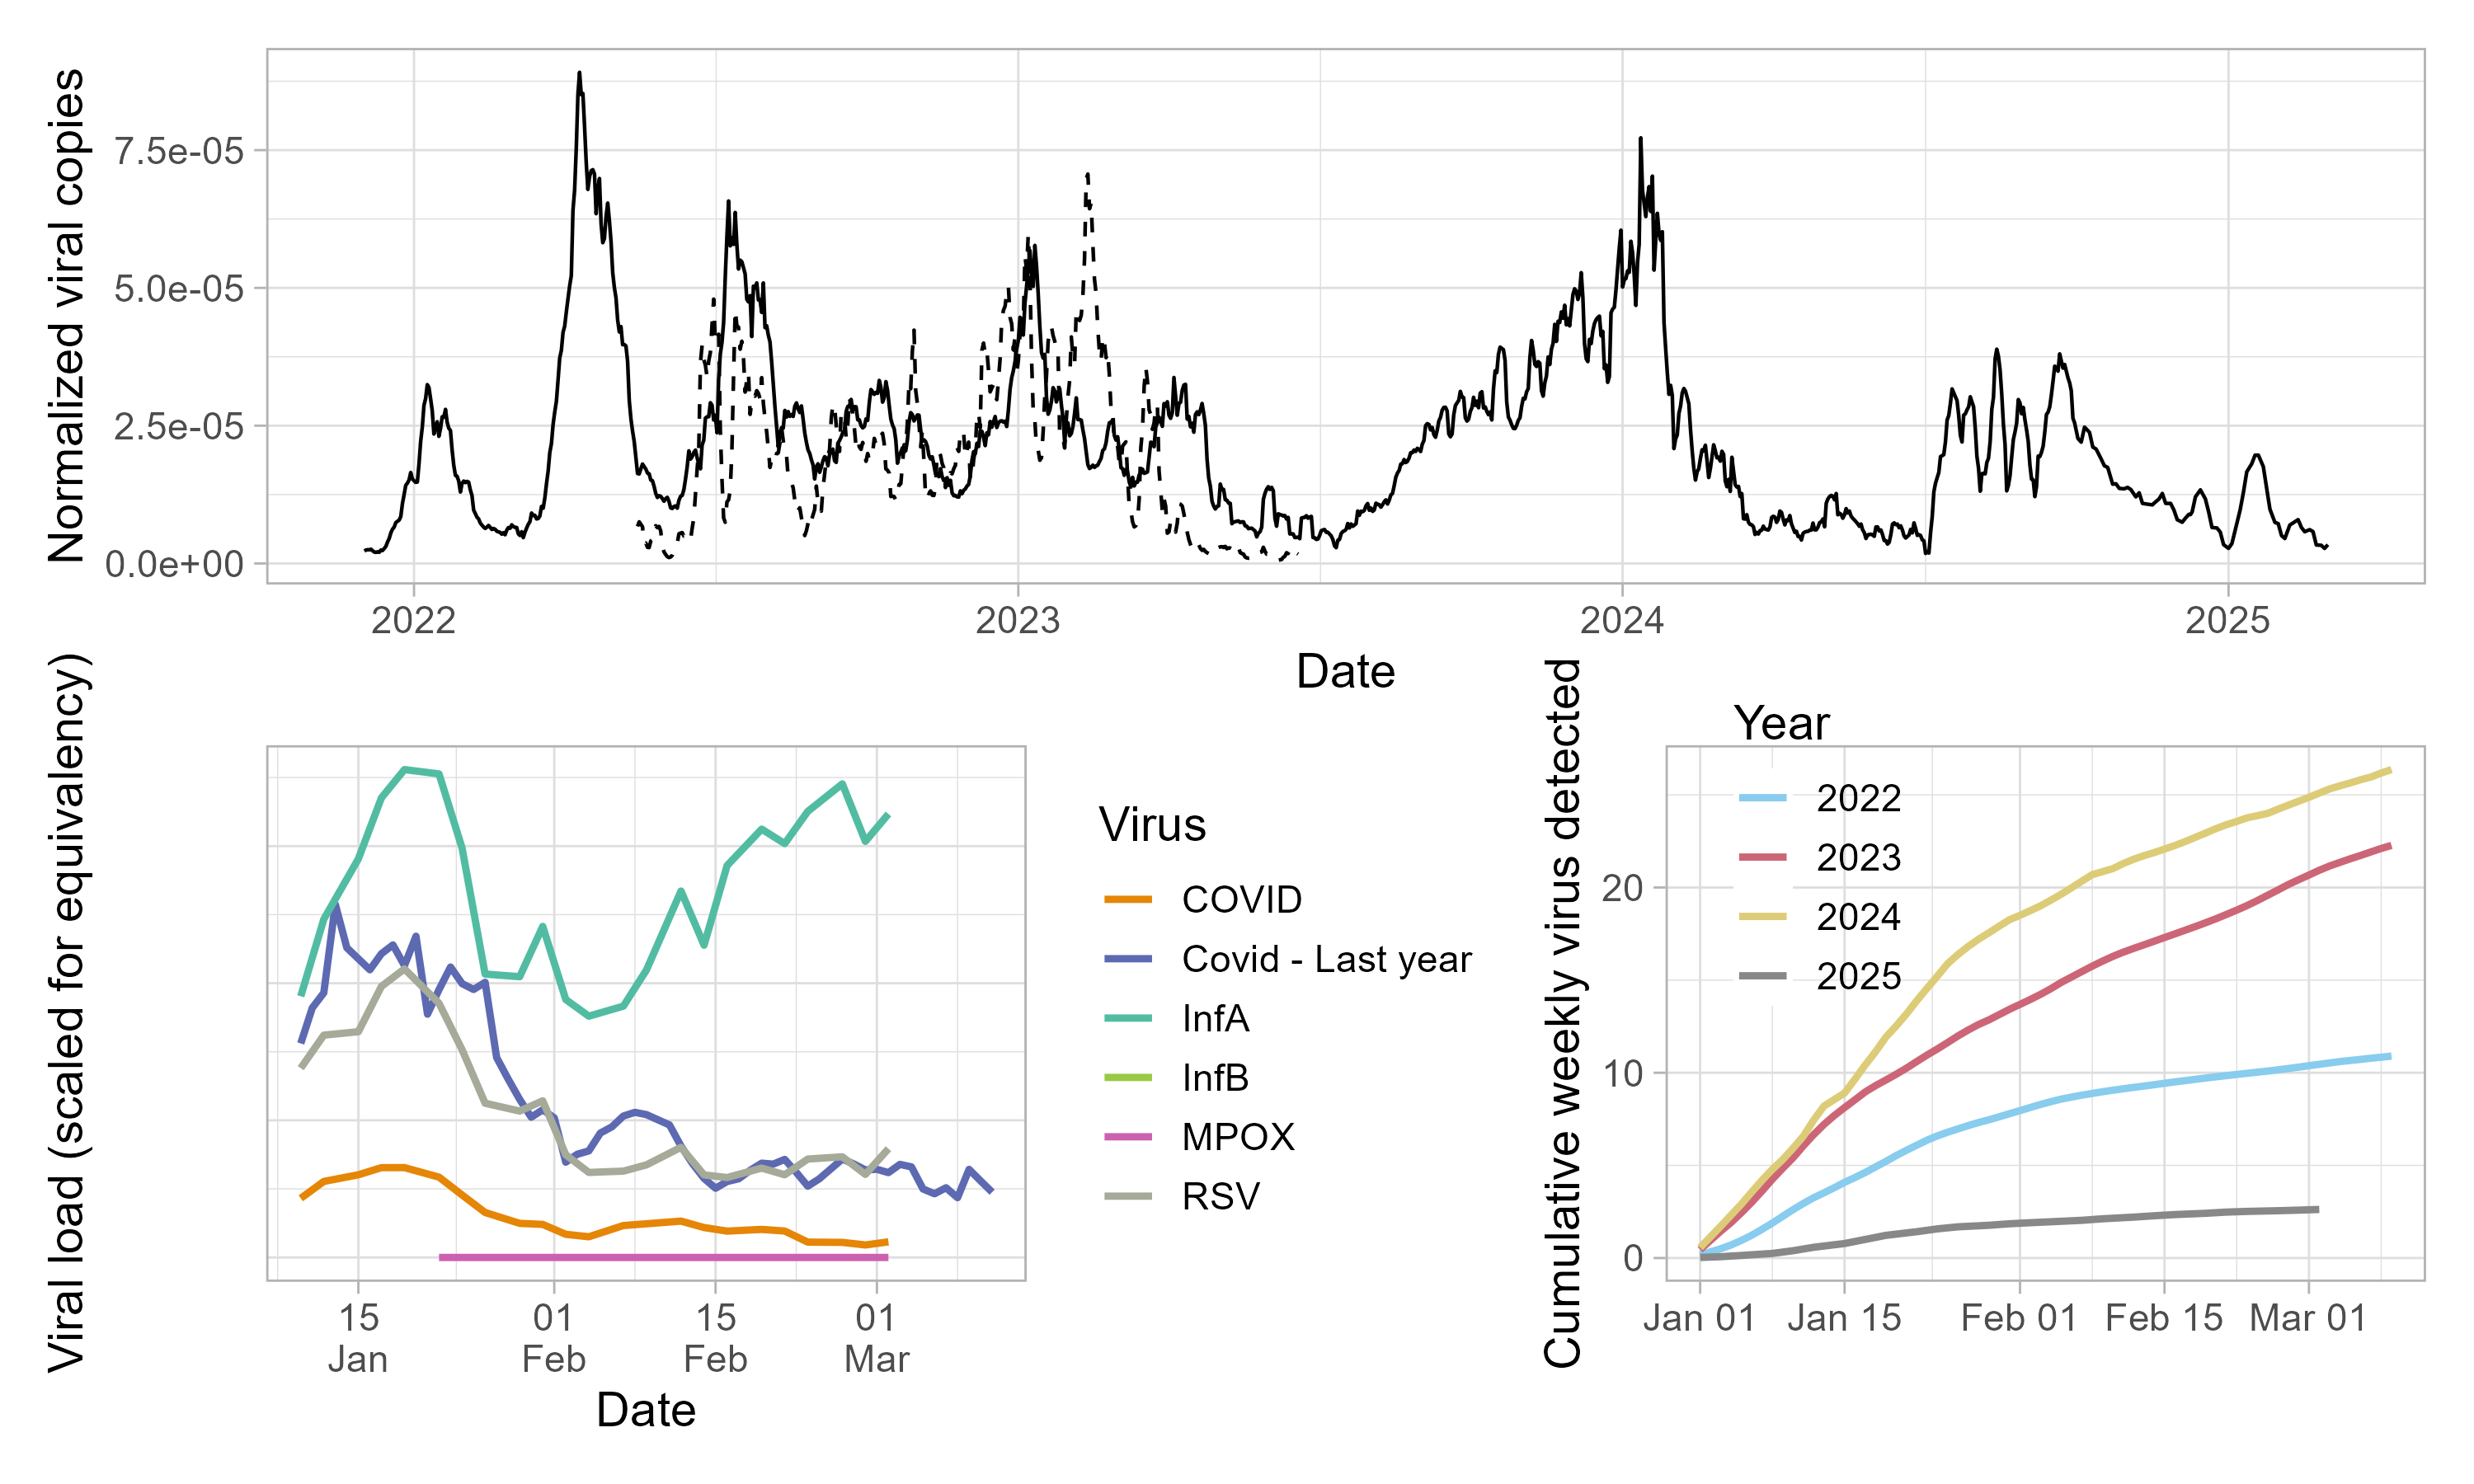 Normalized viral copies
7.5e-05
5.0e-05
2.5e-05
0.0e+00
2022
2023
2024
2025
Date
Viral load (scaled for equivalency)
15
Jan
01
Feb
15
Feb
01
Mar
Date
Virus
COVID
Covid - Last year
InfA
InfB
MPOX
RSV
Cumulative weekly virus detected
Year
2022
2023
2024
2025
20
10
0
Jan 01
Jan 15
Feb 01
Feb 15
Mar 01